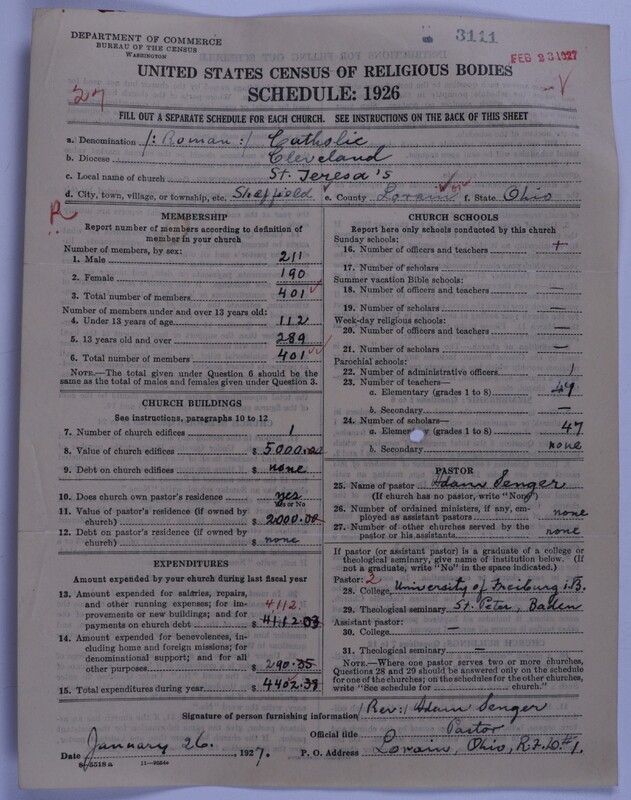 DEPARTMENT OF COMMERCE
BUREAU OF THE CENSUS
WASHINGTON
3111
FEB 23 1927
UNITED STATES CENSUS OF RELIGIOUS BODIES
SCHEDULE: 1926
27
FILL OUT A SEPARATE SCHEDULE FOR EACH CHURCH. SEE INSTRUCTIONS ON THE BACK OF THIS SHEET
a. Denomination /: Roman :/ Catholic
b. Diocese Cleveland
c. Local name of church St. Teresa's
d. City, town, village, or township, etc. Sheffield e. County Lorain f. State Ohio
R
MEMBERSHIP
Report number of members according to definition of
member in your church
Number of members, by sex:
1. Male 211
2. Female 190
3. Total number of members 401
Number of members under and over 13 years old:
4. Under 13 years of age 112
5. 13 years old and over 289
6. Total number of members 401
NOTE.—The total given under Question 6 should be the
same as the total of males and females given under Question 3.
CHURCH BUILDINGS
See instructions, paragraphs 10 to 12
7. Number of church edifices 1
8. Value of church edifices $ 5000.00
9. Debt on church edifices $ none
10. Does church own pastor's residence yes
Yes or No
11. Value of pastor's residence (if owned by
church) $ 2000.00
12. Debt on pastor's residence (if owned by
church) $ none
EXPENDITURES
Amount expended by your church during last fiscal year
13. Amount expended for salaries, repairs,
and other running expenses; for im-
provements or new buildings; and for
payments on church debt $ 4112.03
4112
14. Amount expended for benevolences, in-
cluding home and foreign missions; for
denominational support; and for all
other purposes $ 290.35
15. Total expenditures during year $ 4402.38
CHURCH SCHOOLS
Report here only schools conducted by this church
Sunday schools:
16. Number of officers and teachers +
17. Number of scholars
Summer vacation Bible schools:
18. Number of officers and teachers —
19. Number of scholars —
Week-day religious schools:
20. Number of officers and teachers —
21. Number of scholars —
Parochial schools:
22. Number of administrative officers 1
23. Number of teachers—
a. Elementary (grades 1 to 8)
b. Secondary —
24. Number of scholars—
a. Elementary (grades 1 to 8) 47
b. Secondary none
PASTOR
25. Name of pastor Adam Senger
(If church has no pastor, write "None")
26. Number of ordained ministers, if any, em-
ployed as assistant pastors none
27. Number of other churches served by the
pastor or his assistants none
If pastor (or assistant pastor) is a graduate of a college or
theological seminary, give name of institution below. (If
not a graduate, write "No" in the space indicated.)
Pastor: 2
28. College University of Freiburg i.B.
29. Theological seminary St. Peter, Baden
Assistant pastor:
30. College —
31. Theological seminary —
NOTE.—Where one pastor serves two or more churches,
Questions 28 and 29 should be answered only on the schedule
for one of the churches; on the schedules for the other churches,
write "See schedule for church."
Signature of person furnishing information /Rev:/ Adam Senger
Official title Pastor
Date January 26. , 1927. P. O. Address Lorain, Ohio, R.F.D.#1.
8-5518a 11—9584